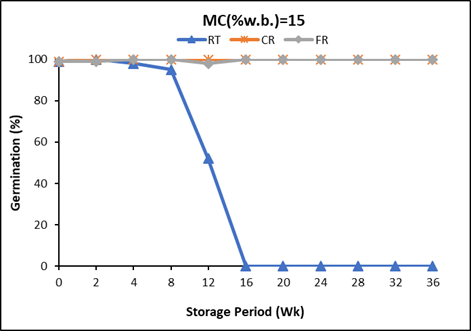 MC(%w.b.)=15
RT CR FR
100
80
60
40
20
0
Germination (%)
0 2 4 8 12 16 20 24 28 32 36
Storage Period (Wk)